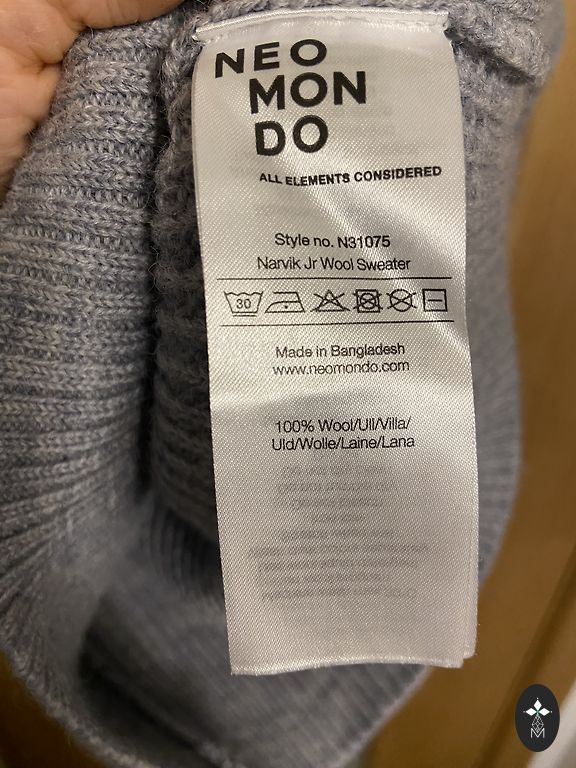 NEO
MON
DO
ALL ELEMENTS CONSIDERED
Style no. N31075
Narvik Jr Wool Sweater
30
Made in Bangladesh
www.neomondo.com
100% Wool/Ull/Villa/
Uld/Wolle/Laine/Lana
M